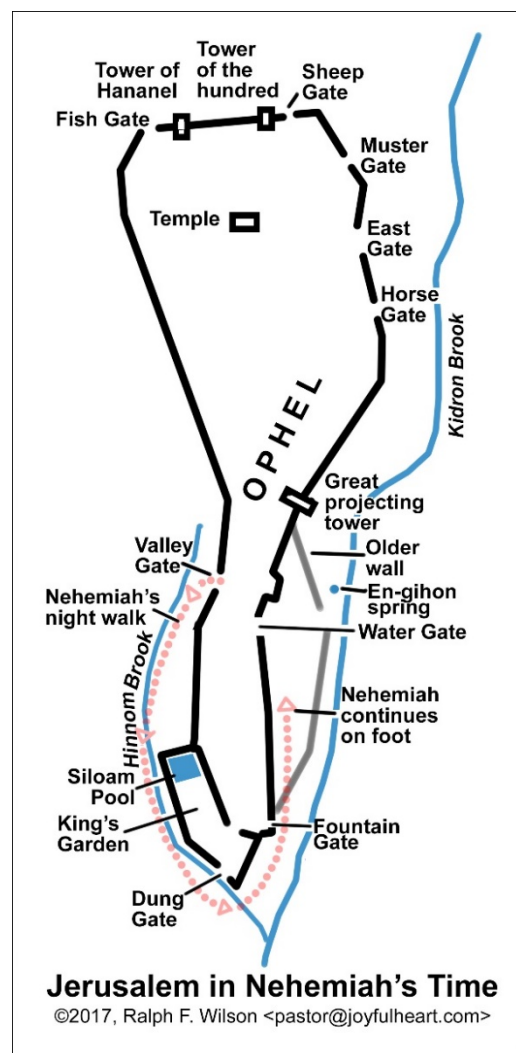 Tower of
Hananel
Tower
of the
hundred
Sheep
Gate
Fish Gate
Muster
Gate
Temple
East
Gate
Horse
Gate
Kidron Brook
OPHEL
Great
projecting
tower
Valley
Gate
Older
wall
Nehemiah's
night walk
En-gihon
spring
Water Gate
Hinnom Brook
Nehemiah
continues
on foot
Siloam
Pool
King's
Garden
Fountain
Gate
Dung
Gate
Jerusalem in Nehemiah's Time
©2017, Ralph F. Wilson <pastor@joyfulheart.com>